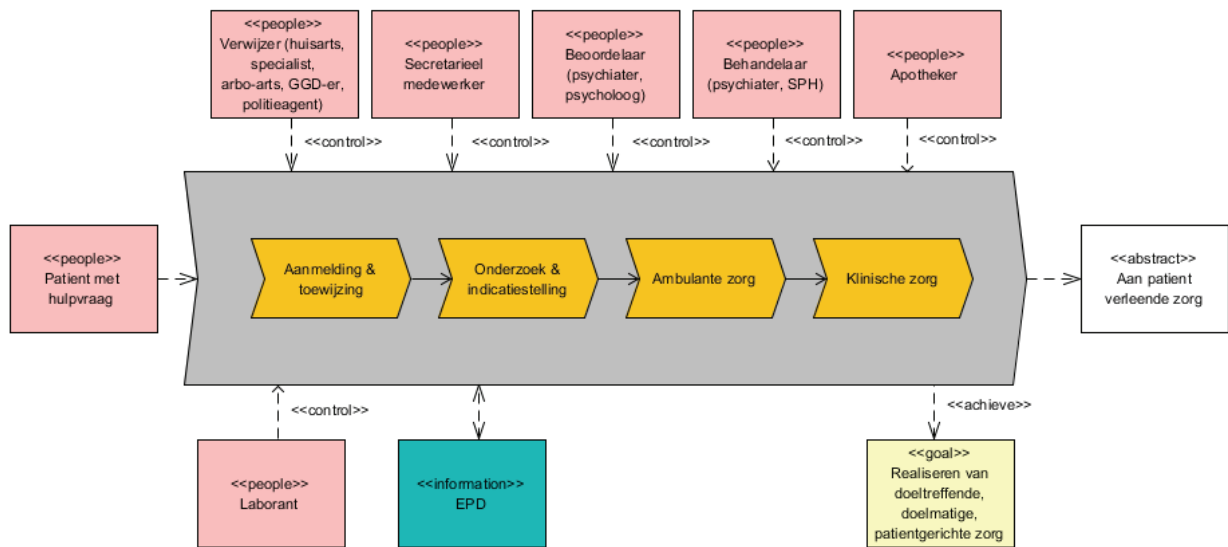 <<people>>
Verwijzer (huisarts,
specialist,
arbo-arts, GGD-er,
politieagent)
<<people>>
Secretarieel
medewerker
<<people>>
Beoordelaar
(psychiater,
psycholoog)
<<people>>
Behandelaar
(psychiater, SPH)
<<people>>
Apotheker
<<control>>
<<control>>
<<control>>
<<control>>
<<control>>
<<people>>
Patient met
hulpvraag
Aanmelding &
toewijzing
Onderzoek &
indicatiestelling
Ambulante zorg
Klinische zorg
<<abstract>>
Aan patient
verleende zorg
<<control>>
<<achieve>>
<<people>>
Laborant
<<information>>
EPD
<<goal>>
Realiseren van
doeltreffende,
doelmatige,
patientgerichte zorg